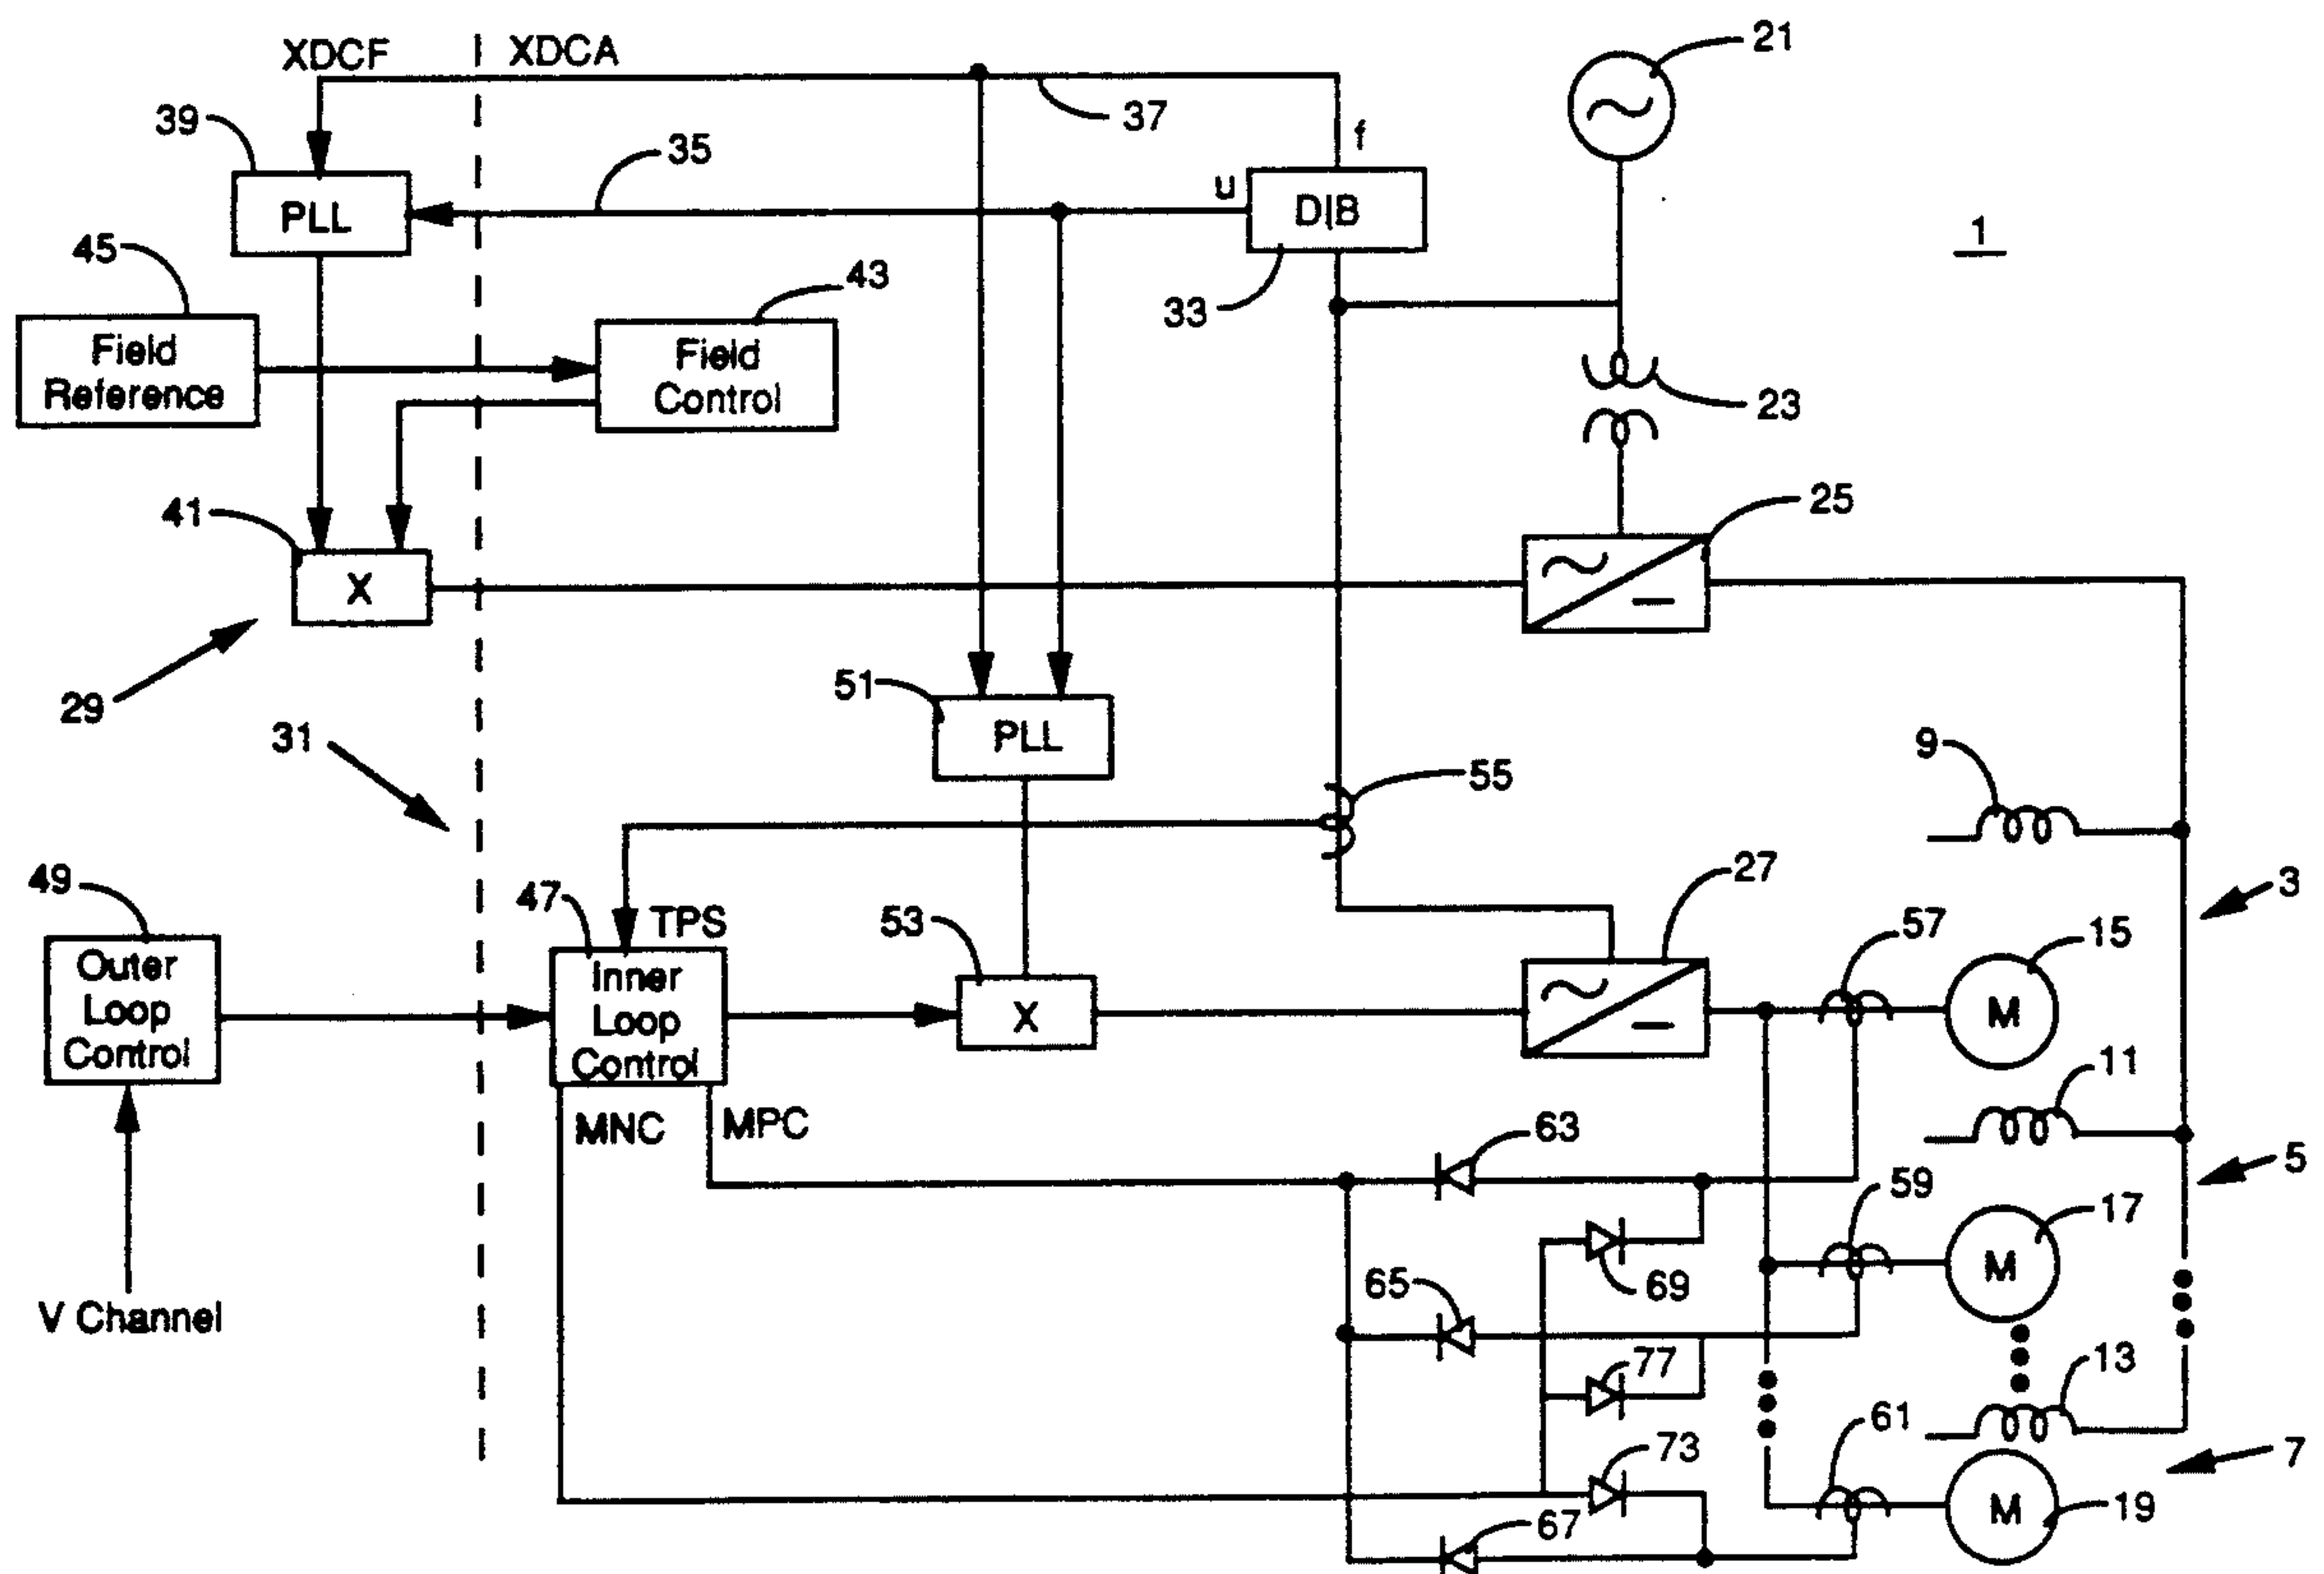 XDCF
XDCA
21
39
37
f
35
u
PLL
DIB
1
45
43
33
Field
Reference
Field
Control
23
41
25
X
29
51
31
PLL
9
55
49
47
TPS
53
27
57
3
15
Outer
Loop
Control
Inner
Loop
Control
X
M
11
MNC
MPC
63
5
59
17
V Channel
65
69
M
77
13
73
61
7
67
M
19